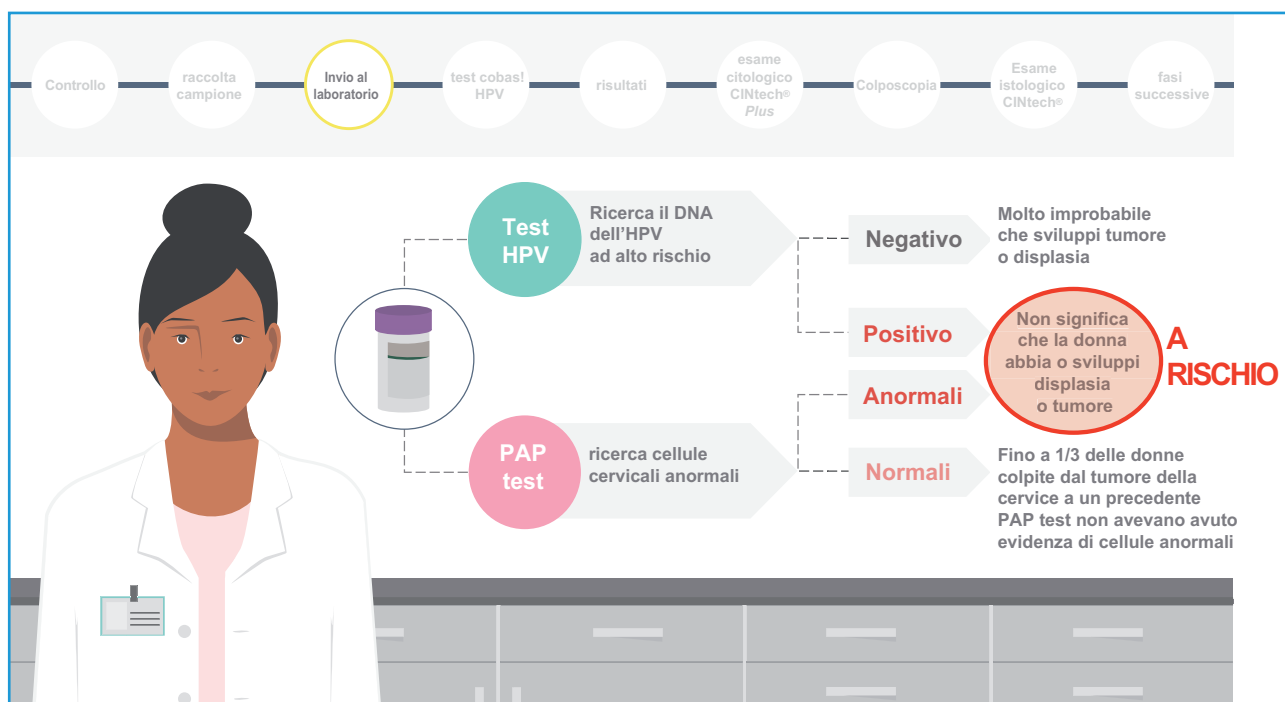 Controllo
raccolta
campione
Invio al
laboratorio
test cobas!
HPV
risultati
esame
citologico
CINtech®
Plus
Colposcopia
Esame
istologico
CINtech®
fasi
successive
Test
HPV
Ricerca il DNA
dell'HPV
ad alto rischio
Negativo
Molto improbabile
che sviluppi tumore
o displasia
Positivo
Non significa
che la donna
abbia o sviluppi
displasia
o tumore
A
RISCHIO
Anormali
PAP
test
ricerca cellule
cervicali anormali
Normali
Fino a 1/3 delle donne
colpite dal tumore della
cervice a un precedente
PAP test non avevano avuto
evidenza di cellule anormali